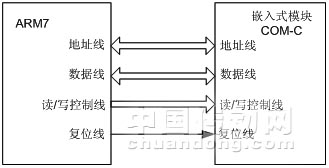 ARM7
嵌入式模块
COM-C
地址线 地址线
数据线 数据线
读/写控制线 读/写控制线
复位线 复位线
中国传动网
chuandong.com